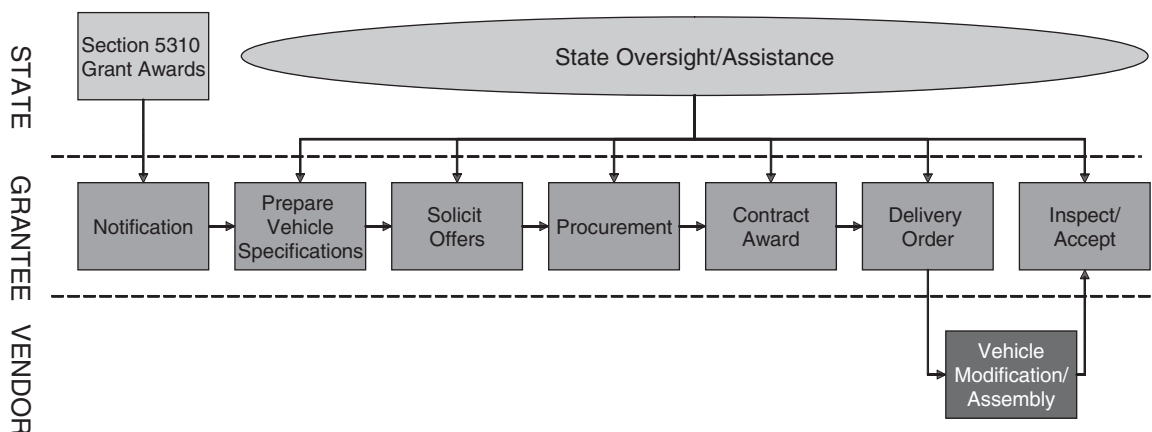 STATE
Section 5310
Grant Awards
State Oversight/Assistance
GRANTEE
Notification
Prepare
Vehicle
Specifications
Solicit
Offers
Procurement
Contract
Award
Delivery
Order
Inspect/
Accept
VENDOR
Vehicle
Modification/
Assembly